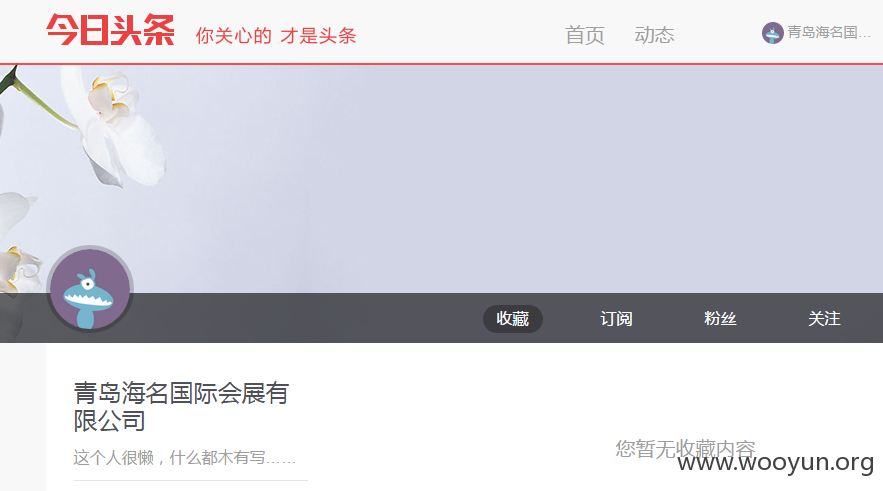 今日头条 你关心的 才是头条 首页 动态 青岛海名国...
收藏 订阅 粉丝 关注
青岛海名国际会展有
限公司
这个人很懒，什么都木有写……
您暂无收藏内容
www.wooyun.org